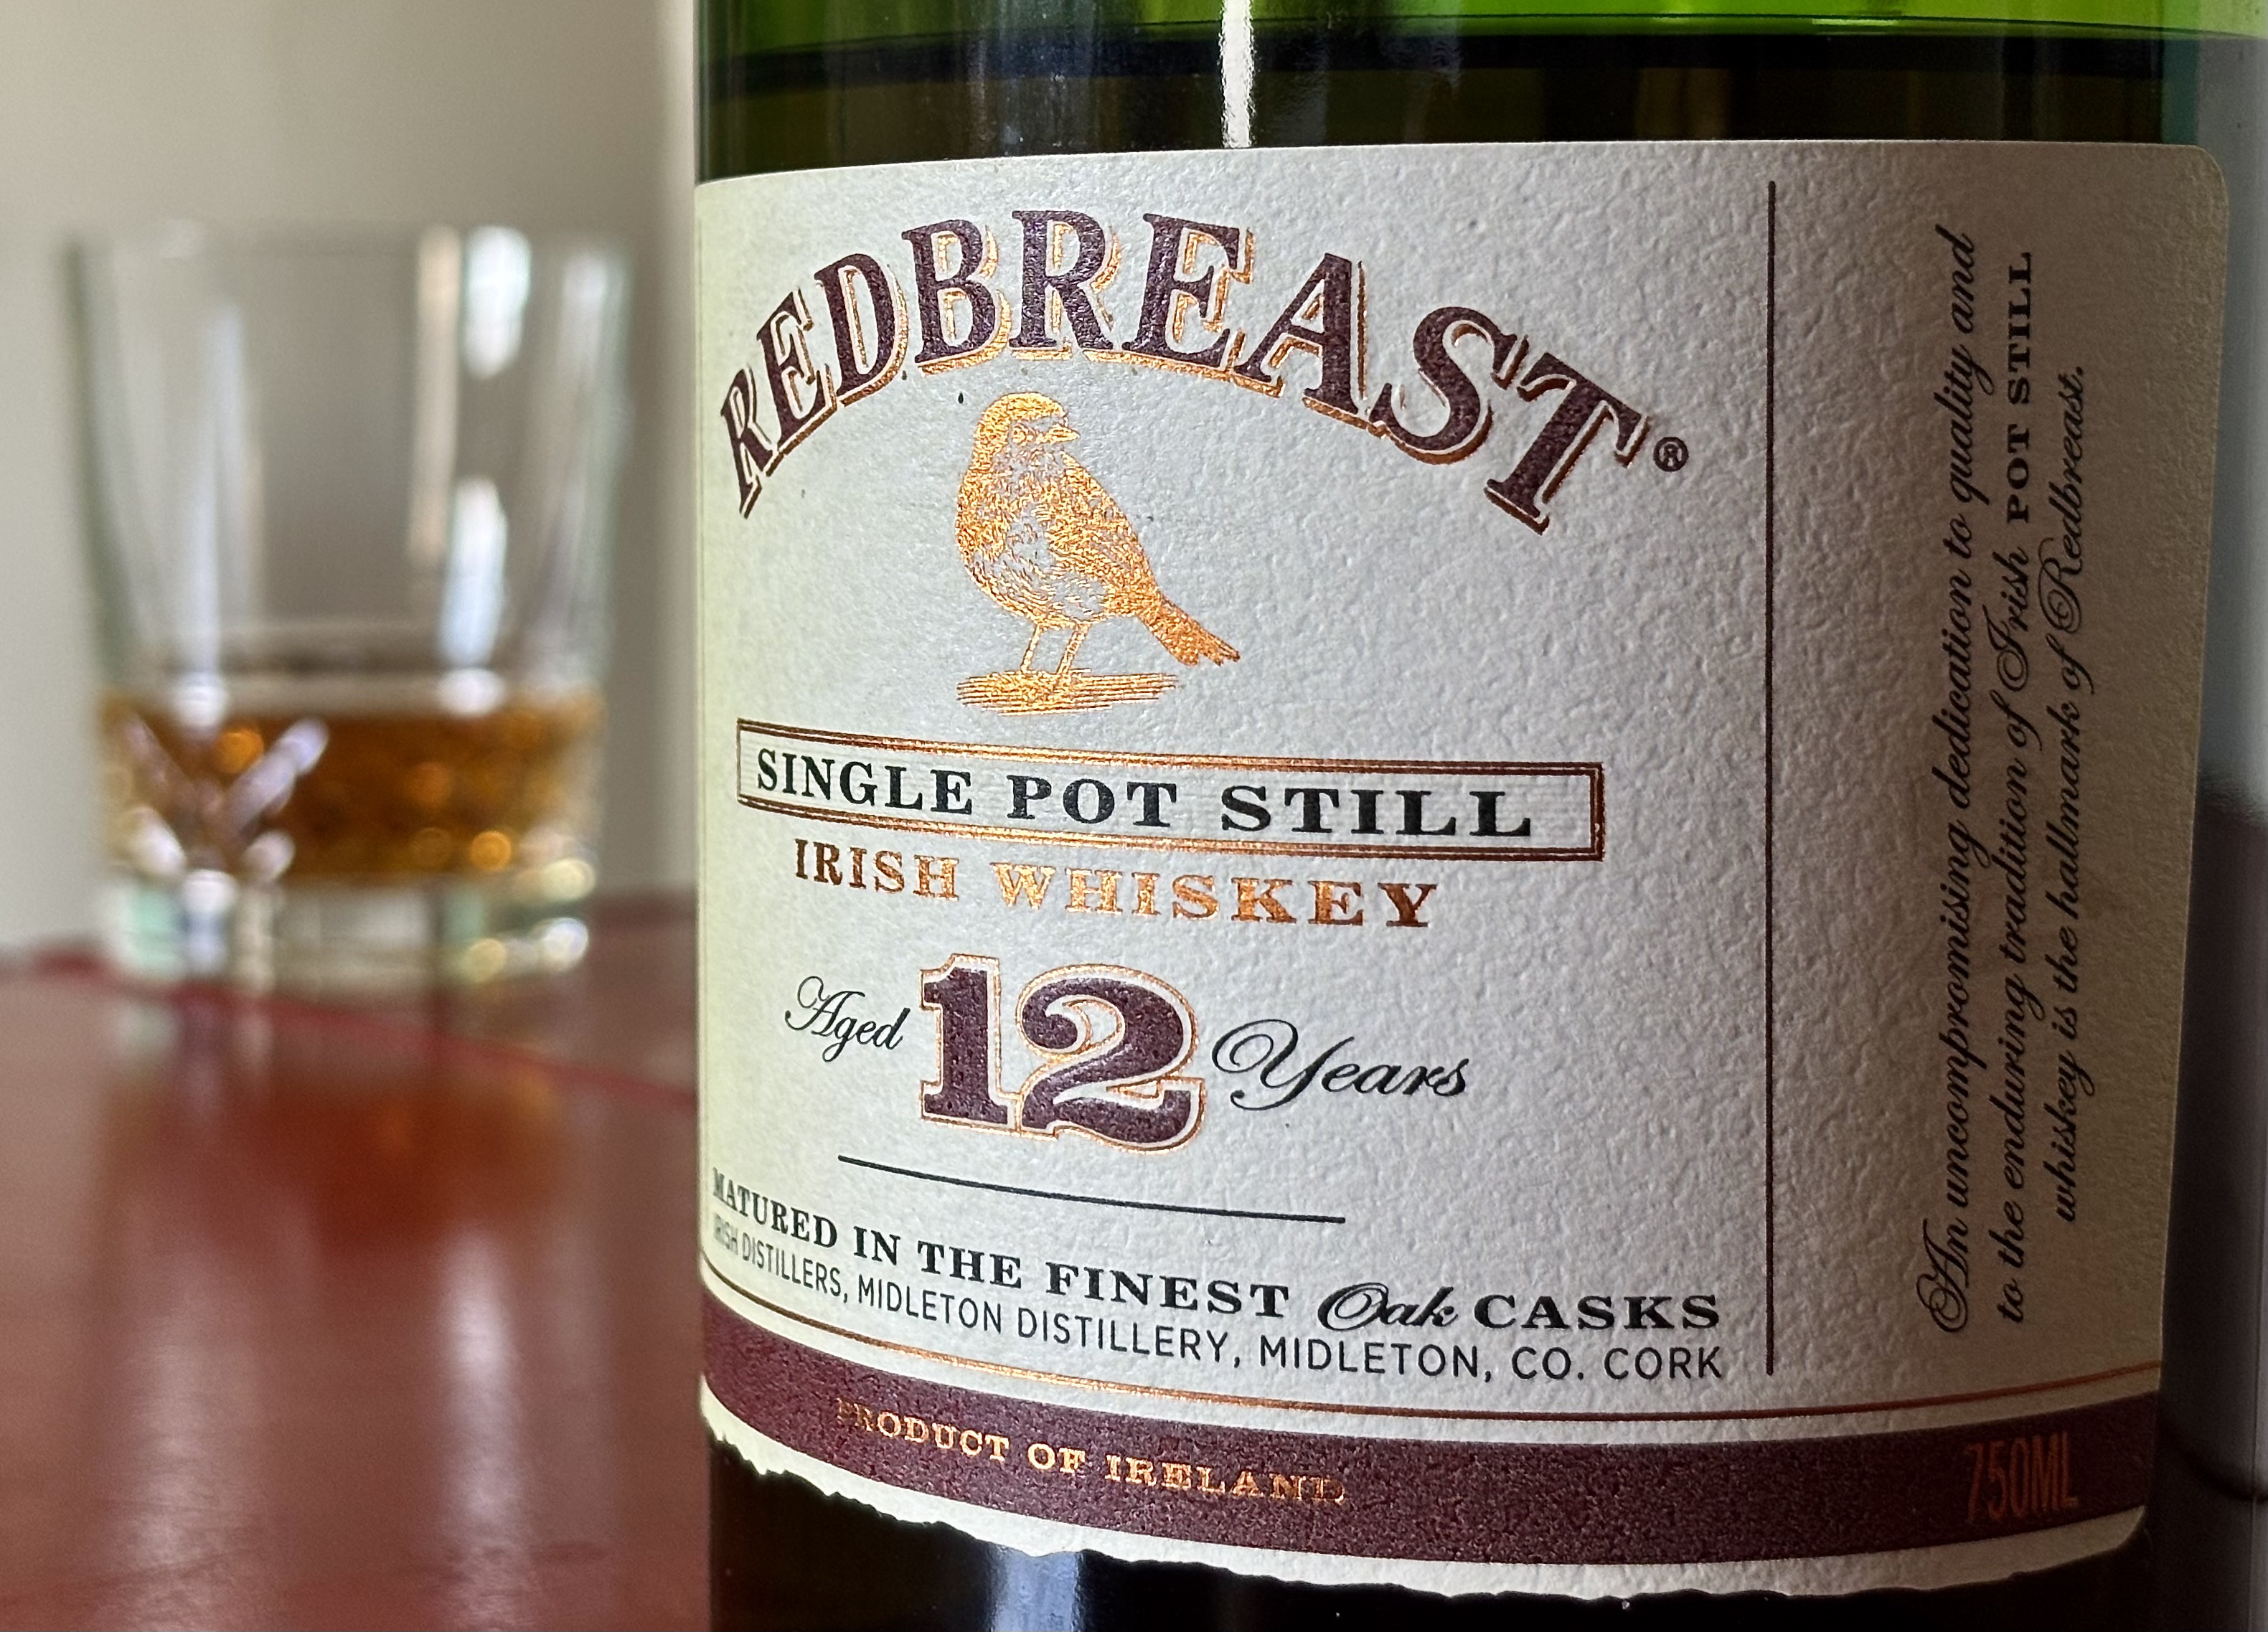 REDBREAST®
SINGLE POT STILL
IRISH WHISKEY
Aged 12 Years
MATURED IN THE FINEST Oak CASKS
IRISH DISTILLERS, MIDLETON DISTILLERY, MIDLETON, CO. CORK
PRODUCT OF IRELAND
750ML
An uncompromising dedication to quality and
to the enduring tradition of Irish POT STILL
whiskey is the hallmark of Redbreast.